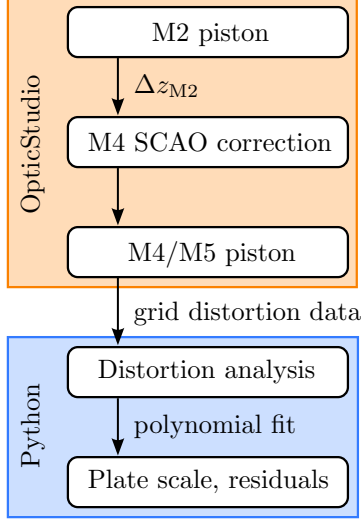 M2 piston
Δz_M2
M4 SCAO correction
M4/M5 piston
OpticStudio
grid distortion data
Distortion analysis
polynomial fit
Plate scale, residuals
Python